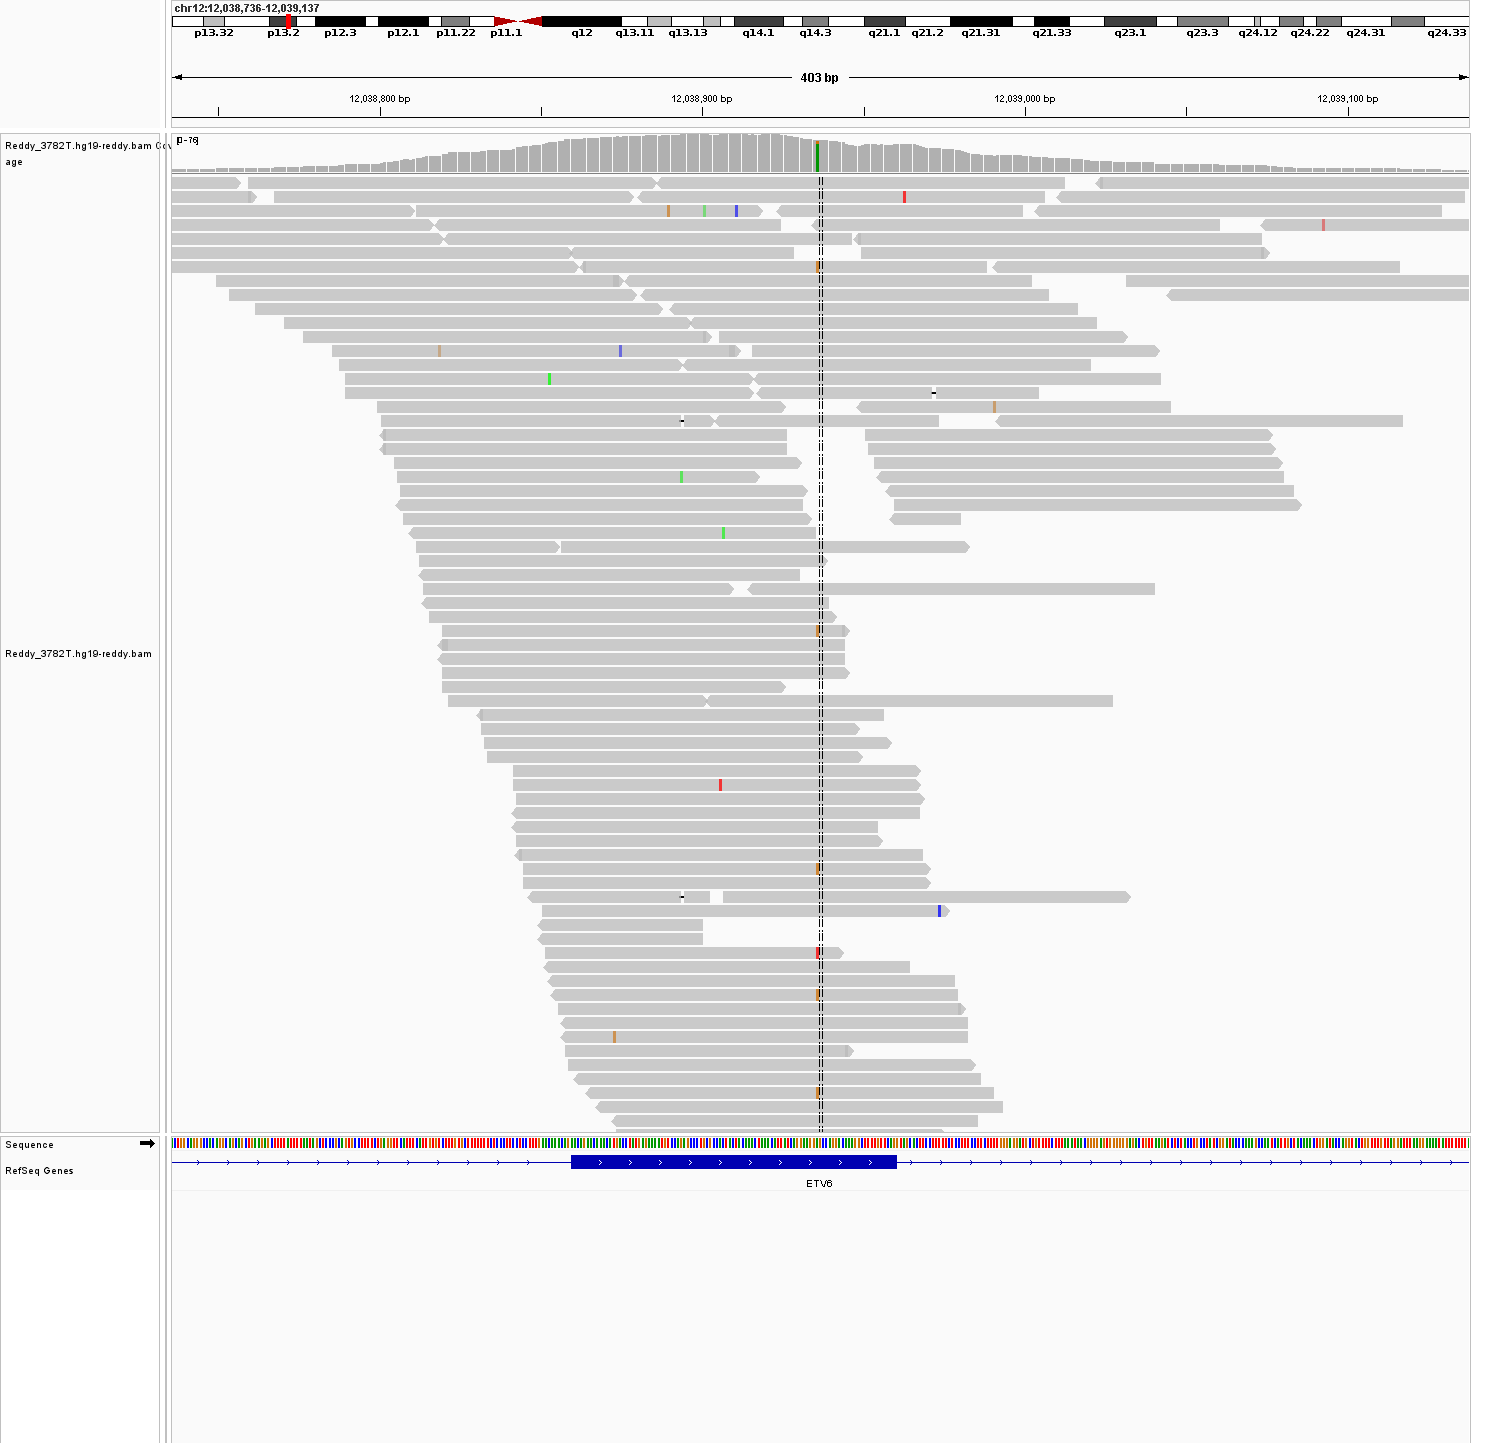 chr12:12,038,736-12,039,137
p13.32 p13.2 p12.3 p12.1 p11.22 p11.1 q12 q13.11 q13.13 q14.1 q14.3 q21.1 q21.2 q21.31 q21.33 q23.1 q23.3 q24.12 q24.22 q24.31 q24.33
403 bp
12,038,800 bp 12,038,900 bp 12,039,000 bp 12,039,100 bp
Reddy_3782T.hg19-reddy.bam Cov
age
[0-76]
Reddy_3782T.hg19-reddy.bam
Sequence
RefSeq Genes
ETV6